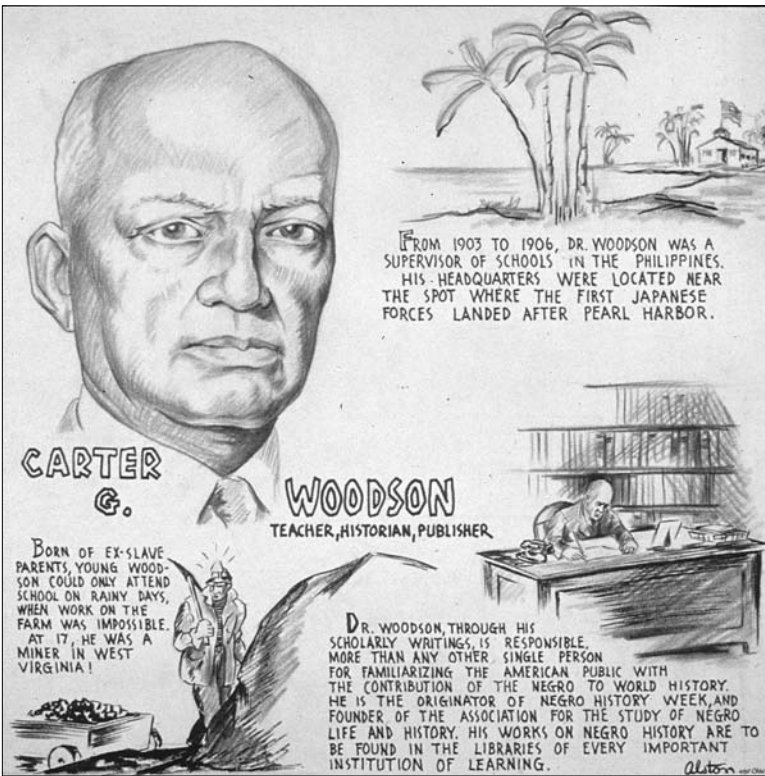 FROM 1903 TO 1906, DR. WOODSON WAS A
SUPERVISOR OF SCHOOLS IN THE PHILIPPINES.
HIS HEADQUARTERS WERE LOCATED NEAR
THE SPOT WHERE THE FIRST JAPANESE
FORCES LANDED AFTER PEARL HARBOR.
CARTER
G.
WOODSON
TEACHER, HISTORIAN, PUBLISHER
BORN OF EX-SLAVE
PARENTS, YOUNG WOOD-
SON COULD ONLY ATTEND
SCHOOL ON RAINY DAYS,
WHEN WORK ON THE
FARM WAS IMPOSSIBLE.
AT 17, HE WAS A
MINER IN WEST
VIRGINIA!
DR. WOODSON, THROUGH HIS
SCHOLARLY WRITINGS, IS RESPONSIBLE,
MORE THAN ANY OTHER SINGLE PERSON
FOR FAMILIARIZING THE AMERICAN PUBLIC WITH
THE CONTRIBUTION OF THE NEGRO TO WORLD HISTORY.
HE IS THE ORIGINATOR OF NEGRO HISTORY WEEK, AND
FOUNDER OF THE ASSOCIATION FOR THE STUDY OF NEGRO
LIFE AND HISTORY. HIS WORKS ON NEGRO HISTORY ARE TO
BE FOUND IN THE LIBRARIES OF EVERY IMPORTANT
INSTITUTION OF LEARNING.
Alston